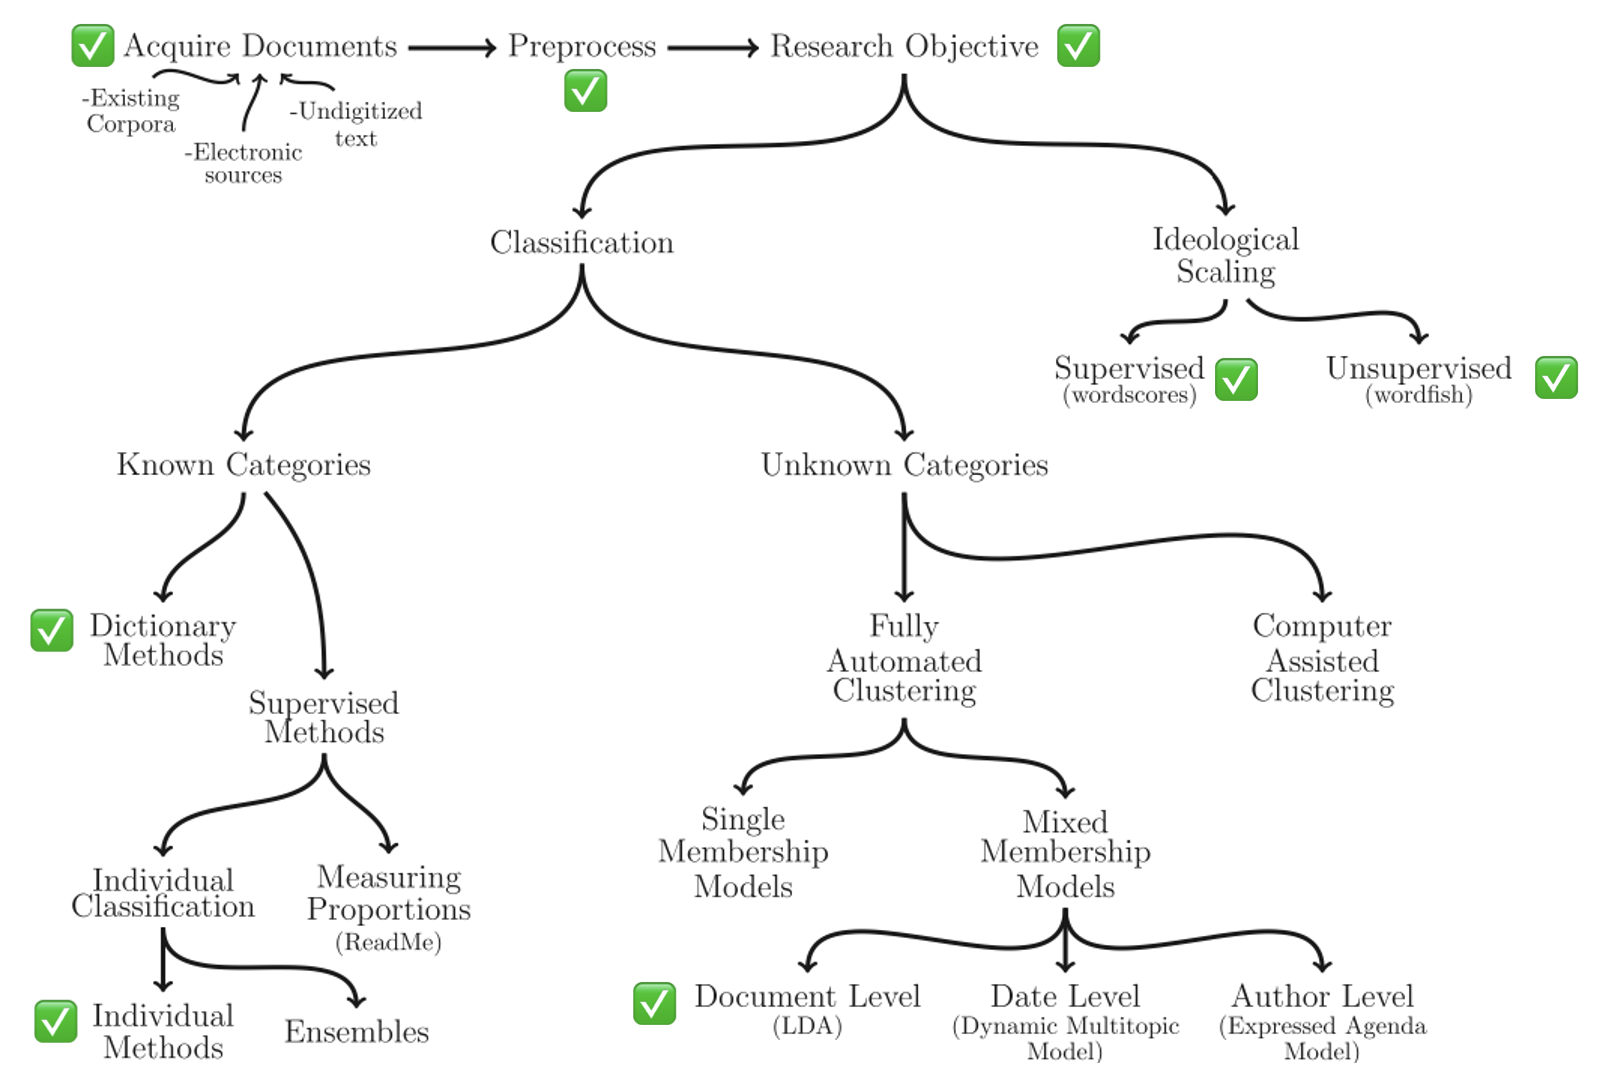 Acquire Documents
Preprocess
Research Objective
-Existing
Corpora
-Electronic
sources
-Undigitized
text
Classification
Ideological
Scaling
Supervised
(wordscores)
Unsupervised
(wordfish)
Known Categories
Unknown Categories
Dictionary
Methods
Supervised
Methods
Fully
Automated
Clustering
Computer
Assisted
Clustering
Individual
Classification
Measuring
Proportions
(ReadMe)
Single
Membership
Models
Mixed
Membership
Models
Individual
Methods
Ensembles
Document Level
(LDA)
Date Level
(Dynamic Multitopic
Model)
Author Level
(Expressed Agenda
Model)